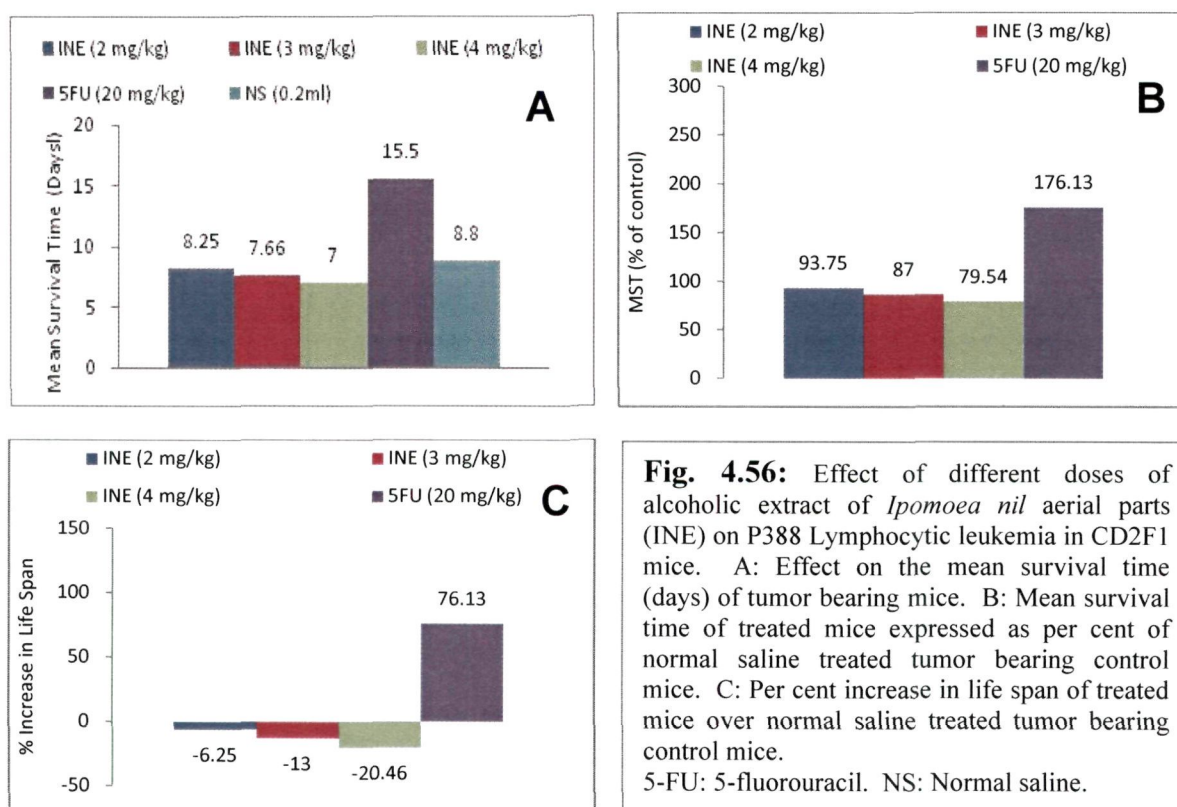 INE (2 mg/kg) INE (3 mg/kg) INE (4 mg/kg)
5FU (20 mg/kg) NS (0.2ml)
A
Mean Survival Time (Days)
20
15
10
5
0
8.25
7.66
7
15.5
8.8
INE (2 mg/kg) INE (3 mg/kg)
INE (4 mg/kg) 5FU (20 mg/kg)
B
MST (% of control)
300
250
200
150
100
50
0
93.75
87
79.54
176.13
INE (2 mg/kg) INE (3 mg/kg)
INE (4 mg/kg) 5FU (20 mg/kg)
C
% Increase in Life Span
150
100
50
0
-50
-6.25
-13
-20.46
76.13
Fig. 4.56: Effect of different doses of
alcoholic extract of Ipomoea nil aerial parts
(INE) on P388 Lymphocytic leukemia in CD2F1
mice. A: Effect on the mean survival time
(days) of tumor bearing mice. B: Mean survival
time of treated mice expressed as per cent of
normal saline treated tumor bearing control
mice. C: Per cent increase in life span of treated
mice over normal saline treated tumor bearing
control mice.
5-FU: 5-fluorouracil. NS: Normal saline.